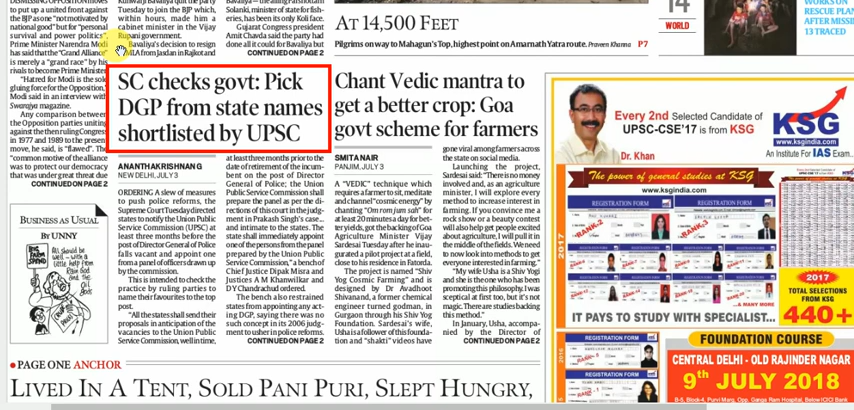 DISMISSING OPPOSITION moves to
put up a united front against
the BJP as one "not motivated by
national good" but for "personal
survival and power politics",
Prime Minister Narendra Modi
has said that the "Grand Alliance"
is merely a "grand race" by his
rivals to become Prime Minister.
"Hatred for Modi is the sole
gluing force for the Opposition,"
Modi said in an interview with
Swarajya magazine.
Any comparison between
the Opposition parties uniting
against the then ruling Congress
in 1977 and 1989 to the present
move, he said, is "flawed". The
"common motive of the alliance
was to protect our democracy
that was under great threat due
CONTINUED ON PAGE 2
BUSINESS AS USUAL
BY UNNY
Kunwarji Bavaliya quit the party
Tuesday to join the BJP which,
within hours, made him a
cabinet minister in the Vijay
Rupani government.
Bavaliya's decision to resign
MLA from Jasdan in Rajkot and
Solanki, minister of state for fish-
eries, has been its only Koli face.
Gujarat Congress president
Amit Chavda said the party had
done all it could for Bavaliya but
CONTINUED ON PAGE 2
SC checks govt: Pick
DGP from state names
shortlisted by UPSC
ANANTHAKRISHNAN G
NEW DELHI, JULY 3
ORDERING A slew of measures
to push police reforms, the
Supreme Court Tuesday directed
states to notify the Union Public
Service Commission (UPSC) at
least three months before the
post of Director General of Police
falls vacant and appoint one
from a panel of officers drawn up
by the commission.
This is intended to check the
practice by ruling parties to
name their favourites to the top
post.
"All the states shall send their
proposals in anticipation of the
vacancies to the Union Public
Service Commission, well in time,
at least three months prior to the
date of retirement of the incum-
bent on the post of Director
General of Police; the Union
Public Service Commission shall
prepare the panel as per the di-
rections of this court in the judg-
ment in Prakash Singh's case...
and intimate to the states. The
state shall immediately appoint
one of the persons from the panel
prepared by the Union Public
Service Commission", a bench of
Chief Justice Dipak Misra and
Justices A M Khanwilkar and
D Y Chandrachud ordered.
The bench also restrained
states from appointing any act-
ing DGP, saying there was no
such concept in its 2006 judg-
ment to usher in police reforms.
CONTINUED ON PAGE 2
AT 14,500 FEET
Pilgrims on way to Mahagun's Top, highest point on Amarnath Yatra route. Praveen Khanna P7
Chant Vedic mantra to
get a better crop: Goa
govt scheme for farmers
SMITA NAIR
PANJIM, JULY 3
A "VEDIC" technique which
requires a farmer to sit, meditate
and channel "cosmic energy" by
chanting "Om rom jum sah" for
at least 20 minutes a day for bet-
ter yields, got the backing of Goa
Agriculture Minister Vijay
Sardesai Tuesday after he inau-
gurated a pilot project at a field,
close to his residence in Fatorda.
The project is named "Shiv
Yog Cosmic Farming" and is
designed by Dr Avadhoot
Shivanand, a former chemical
engineer turned godman, in
Gurgaon through his Shiv Yog
Foundation. Sardesai's wife,
Usha is a follower of this founda-
tion and "shakti" videos have
gone viral among farmers across
the state on social media.
Launching the project,
Sardesai said: "There is no money
involved and, as an agriculture
minister, I will explore every
method to increase interest in
farming. If you convince me a
rock show or a beauty contest
will also help get people excited
about agriculture, I will pull it in
the middle of the fields. We need
to now look into methods to get
everyone interested in farming."
"My wife Usha is a Shiv Yogi
and she is the one who has been
promoting this philosophy. I was
sceptical at first too, but it's not
magic. There are studies backing
this method."
In January, Usha, accompa-
nied by the Director of
CONTINUED ON PAGE 2
14
WORLD
WORKS ON
RESCUE PLAN
AFTER MISSING
13 TRACED
Every 2nd Selected Candidate of
UPSC-CSE'17 is from KSG
Dr. Khan
KSG
www.ksgindia.com
An Institute For IAS Exam..
The power of general studies at KSG
www.ksgindia.com
2017
REGISTRATION FORM KSG
REGISTRATION FORM KSG
RANK-3
...& MANY MORE
IT PAYS TO STUDY WITH SPECIALIST...
2017
TOTAL SELECTIONS
FROM KSG
440+
REGISTRATION FORM
FOUNDATION COURSE
CENTRAL DELHI - OLD RAJINDER NAGAR
9th JULY 2018
PAGE ONE ANCHOR
LIVED IN A TENT, SOLD PANI PURI, SLEPT HUNGRY,